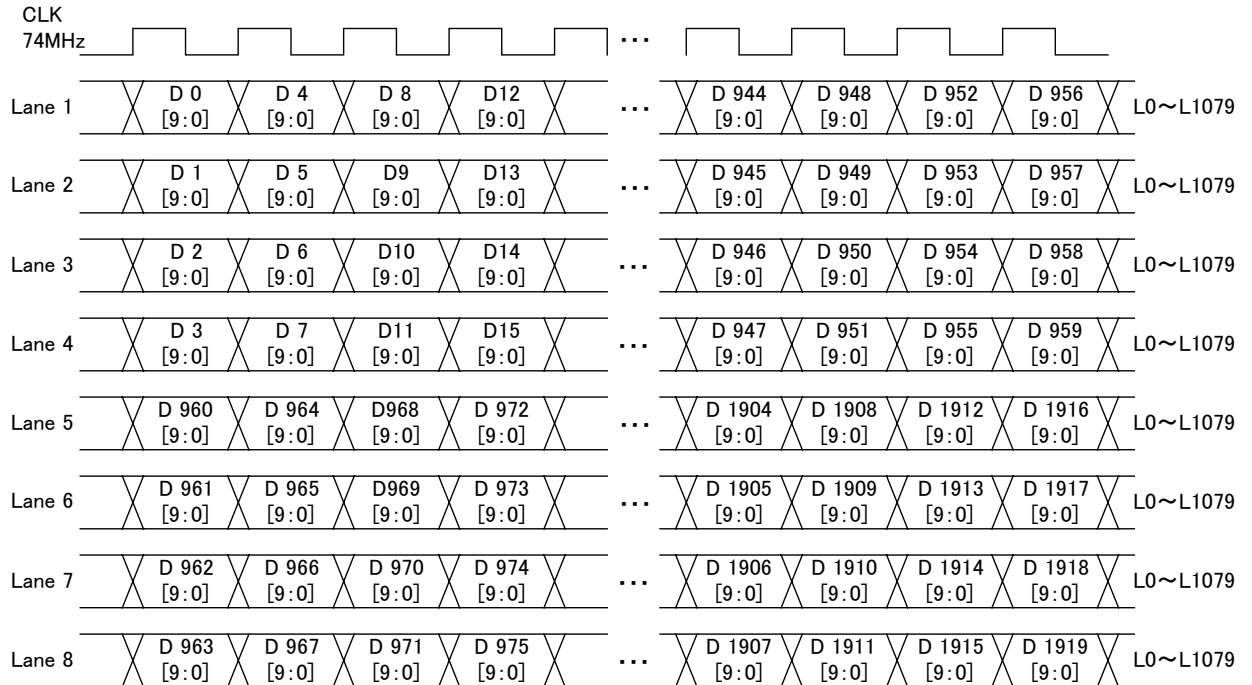 CLK
74MHz
...
Lane 1 D 0 D 4 D 8 D12 ... D 944 D 948 D 952 D 956 L0～L1079
[9:0] [9:0] [9:0] [9:0] [9:0] [9:0] [9:0] [9:0]
Lane 2 D 1 D 5 D9 D13 ... D 945 D 949 D 953 D 957 L0～L1079
[9:0] [9:0] [9:0] [9:0] [9:0] [9:0] [9:0] [9:0]
Lane 3 D 2 D 6 D10 D14 ... D 946 D 950 D 954 D 958 L0～L1079
[9:0] [9:0] [9:0] [9:0] [9:0] [9:0] [9:0] [9:0]
Lane 4 D 3 D 7 D11 D15 ... D 947 D 951 D 955 D 959 L0～L1079
[9:0] [9:0] [9:0] [9:0] [9:0] [9:0] [9:0] [9:0]
Lane 5 D 960 D 964 D968 D 972 ... D 1904 D 1908 D 1912 D 1916 L0～L1079
[9:0] [9:0] [9:0] [9:0] [9:0] [9:0] [9:0] [9:0]
Lane 6 D 961 D 965 D969 D 973 ... D 1905 D 1909 D 1913 D 1917 L0～L1079
[9:0] [9:0] [9:0] [9:0] [9:0] [9:0] [9:0] [9:0]
Lane 7 D 962 D 966 D 970 D 974 ... D 1906 D 1910 D 1914 D 1918 L0～L1079
[9:0] [9:0] [9:0] [9:0] [9:0] [9:0] [9:0] [9:0]
Lane 8 D 963 D 967 D 971 D 975 ... D 1907 D 1911 D 1915 D 1919 L0～L1079
[9:0] [9:0] [9:0] [9:0] [9:0] [9:0] [9:0] [9:0]